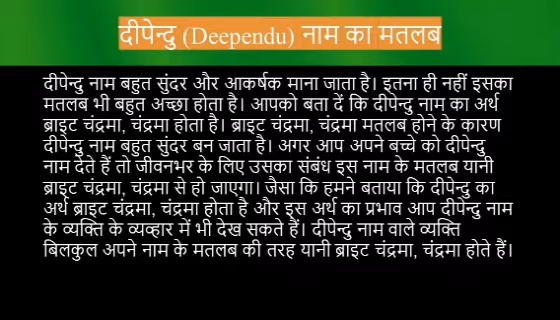 दीपेन्दु (Deependu) नाम का मतलब
दीपेन्दु नाम बहुत सुंदर और आकर्षक माना जाता है। इतना ही नहीं इसका
मतलब भी बहुत अच्छा होता है। आपको बता दें कि दीपेन्दु नाम का अर्थ
ब्राइट चंद्रमा, चंद्रमा होता है। ब्राइट चंद्रमा, चंद्रमा मतलब होने के कारण
दीपेन्दु नाम बहुत सुंदर बन जाता है। अगर आप अपने बच्चे को दीपेन्दु
नाम देते हैं तो जीवनभर के लिए उसका संबंध इस नाम के मतलब यानी
ब्राइट चंद्रमा, चंद्रमा से हो जाएगा। जैसा कि हमने बताया कि दीपेन्दु का
अर्थ ब्राइट चंद्रमा, चंद्रमा होता है और इस अर्थ का प्रभाव आप दीपेन्दु नाम
के व्यक्ति के व्यव्हार में भी देख सकते हैं। दीपेन्दु नाम वाले व्यक्ति
बिलकुल अपने नाम के मतलब की तरह यानी ब्राइट चंद्रमा, चंद्रमा होते हैं।